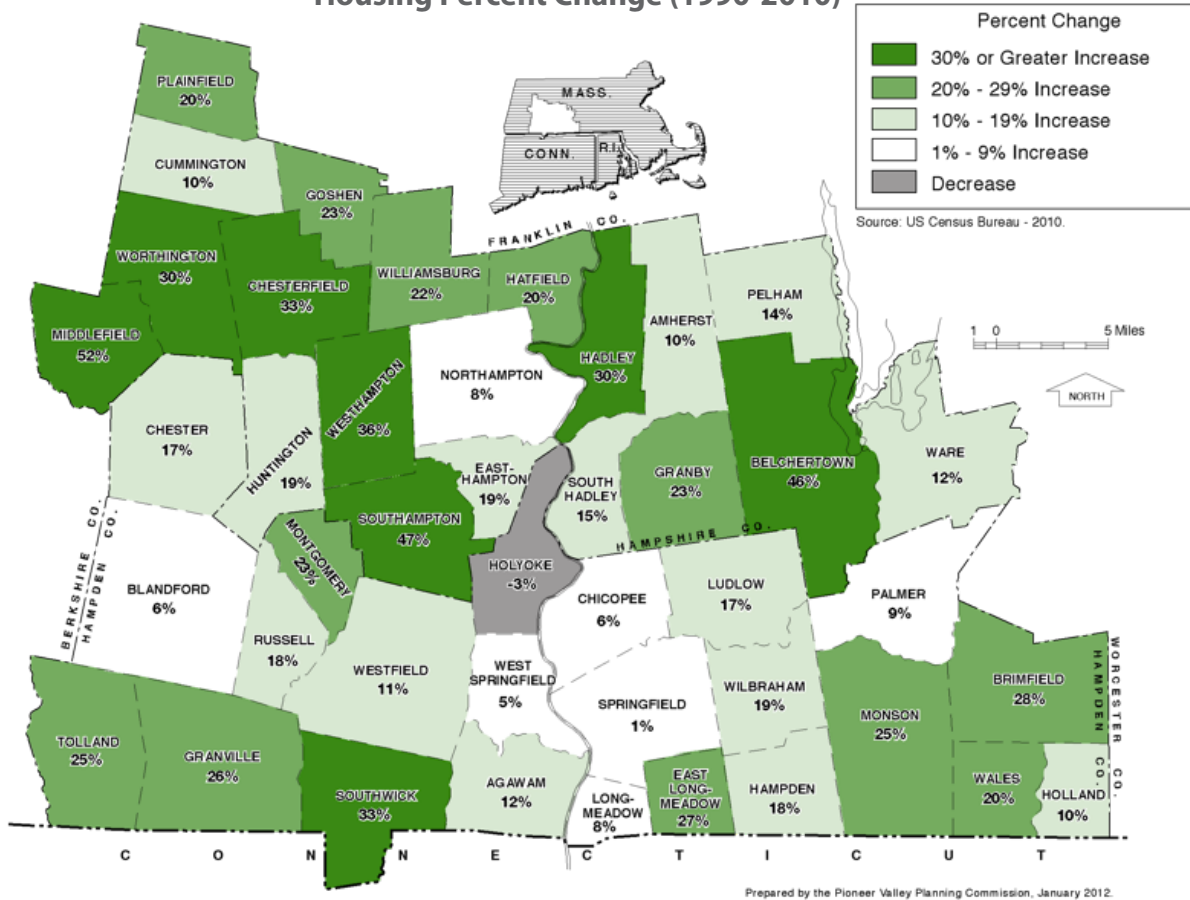 Housing Percent Change (1990-2010)
Percent Change
30% or Greater Increase
20% - 29% Increase
10% - 19% Increase
1% - 9% Increase
Decrease
Source: US Census Bureau - 2010.
MASS.
CONN.
R.I.
PLAINFIELD
20%
CUMMINGTON
10%
GOSHEN
23%
FRANKLIN CO.
WORTHINGTON
30%
CHESTERFIELD
33%
WILLIAMSBURG
22%
HATFIELD
20%
PELHAM
14%
AMHERST
10%
MIDDLEFIELD
52%
HADLEY
30%
1 0 5 Miles
NORTH
NORTHAMPTON
8%
WESTHAMPTON
36%
CHESTER
17%
HUNTINGTON
19%
EAST-
HAMPTON
19%
SOUTH
HADLEY
15%
GRANBY
23%
BELCHERTOWN
46%
WARE
12%
SOUTHAMPTON
47%
MONTGOMERY
23%
HAMPSHIRE CO.
HOLYOKE
-3%
BERKSHIRE CO.
HAMPDEN CO.
BLANDFORD
6%
CHICOPEE
6%
LUDLOW
17%
PALMER
9%
RUSSELL
18%
WESTFIELD
11%
WEST
SPRINGFIELD
5%
SPRINGFIELD
1%
WILBRAHAM
19%
BRIMFIELD
28%
HAMPDEN CO.
WORCESTER CO.
MONSON
25%
TOLLAND
25%
GRANVILLE
26%
SOUTHWICK
33%
AGAWAM
12%
LONG-
MEADOW
8%
EAST
LONG-
MEADOW
27%
HAMPDEN
18%
WALES
20%
HOLLAND
10%
CONNECTICUT
Prepared by the Pioneer Valley Planning Commission, January 2012.